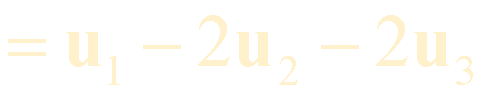 = u₁ − 2u₂ − 2u₃